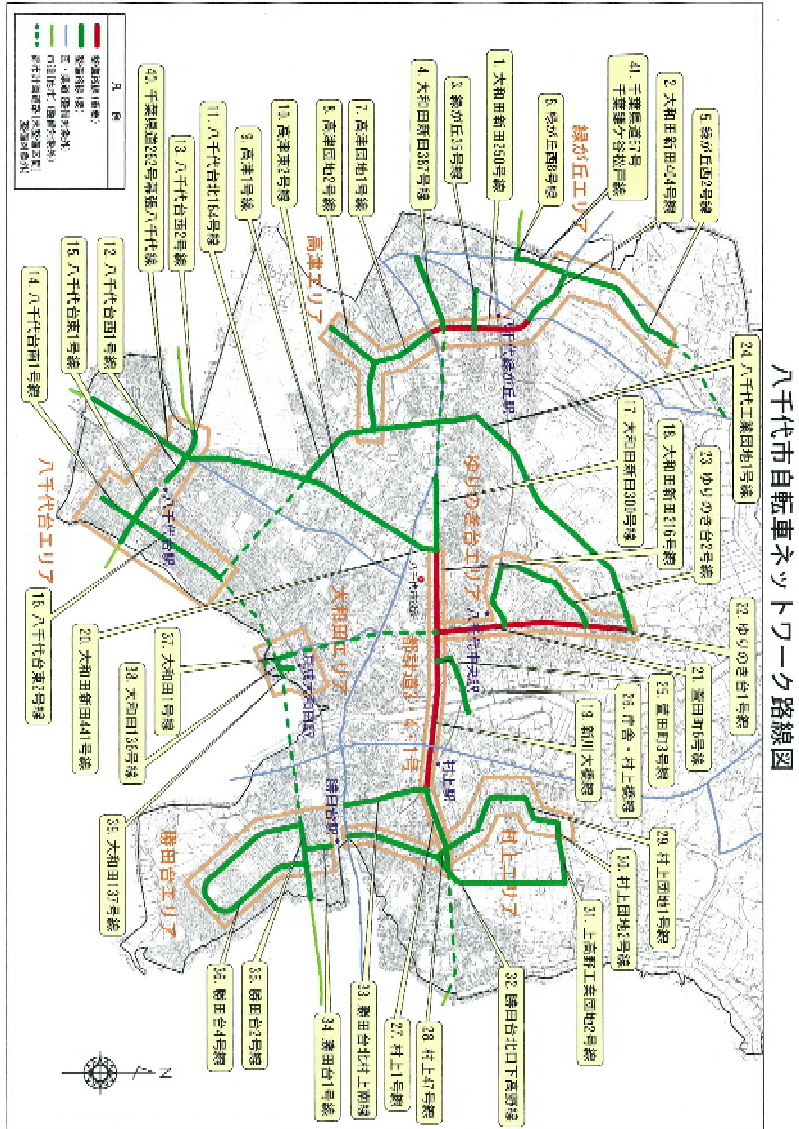 八千代市自転車ネットワーク路線図
5. 緑が丘西2号線
2. 大和田新田404号線
41. 千葉県道57号
千葉鎌ケ谷松戸線
6. 緑が丘西8号線
1. 大和田新田250号線
3. 緑が丘35号線
4. 大和田新田387号線
7. 高津団地1号線
8. 高津団地2号線
10. 高津東2号線
9. 高津1号線
11. 八千代台北164号線
13. 八千代台西2号線
42. 千葉県道263号幕張八千代線
12. 八千代台西1号線
15. 八千代台東1号線
14. 八千代台南1号線
凡例
緑が丘エリア
高津エリア
八千代緑が丘駅
24. 八千代工業団地1号線
17. 大和田新田300号線
18. 大和田新田216号線
23. ゆりのき台2号線
ゆりのき台エリア
八千代台エリア
八千代台駅
八千代中央駅
大和田エリア
都計道3・4・1号
16. 八千代台東2号線
20. 大和田新田441号線
37. 大和田1号線
38. 大和田138号線
39. 大和田137号線
22. ゆりのき台1号線
21. 萱田町6号線
25. 萱田町3号線
26. 庁舎・村上橋線
19. 新川大橋線
村上駅
勝田台駅
村上エリア
勝田台エリア
29. 村上団地1号線
30. 村上団地2号線
31. 上高野工業団地2号線
32. 勝田台北口下高野線
28. 村上47号線
27. 村上1号線
33. 勝田台北村上南線
34. 勝田台1号線
35. 勝田台2号線
36. 勝田台4号線
N